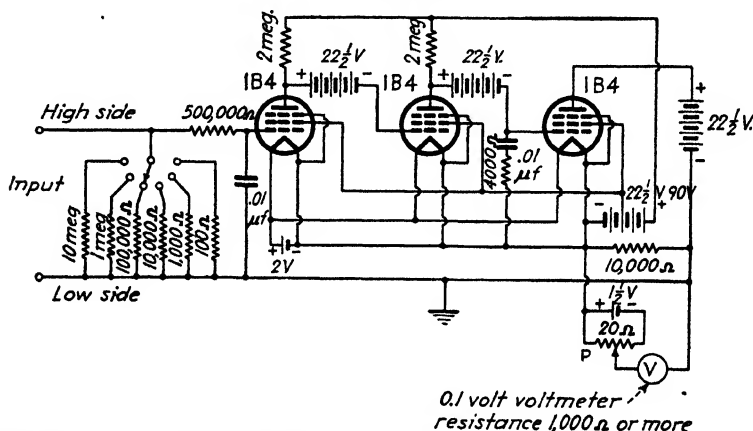 2 meg.
2 meg.
22½V
22½V.
1B4
1B4
1B4
+ -
+ -
High side
500,000Ω
+
22½V.
-
Input
10 meg.
1 meg
100,000Ω
10,000Ω
1,000Ω
100Ω
.01
μf
4000Ω
.01
μf
22½V 90V
- +
+ -
2V
10,000Ω
Low side
1½V
+ -
20Ω
P
V
0.1 volt voltmeter
resistance 1,000Ω or more